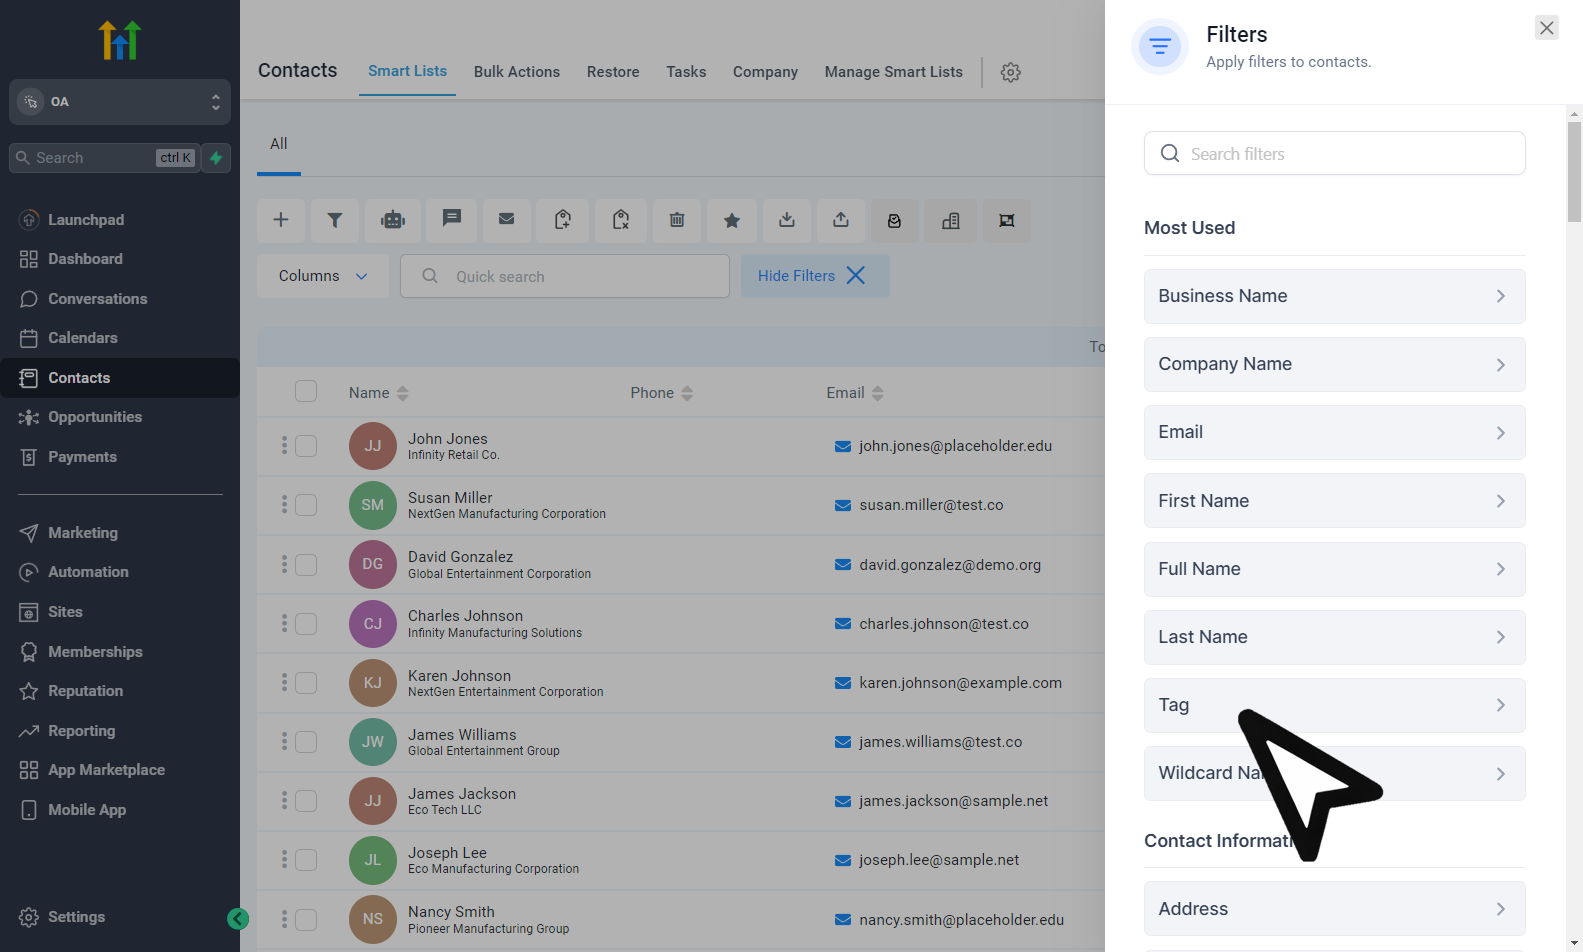 OA
Search
ctrl K
Launchpad
Dashboard
Conversations
Calendars
Contacts
Opportunities
Payments
Marketing
Automation
Sites
Memberships
Reputation
Reporting
App Marketplace
Mobile App
Settings
Contacts
Smart Lists
Bulk Actions
Restore
Tasks
Company
Manage Smart Lists
All
Columns
Quick search
Hide Filters
Name
Phone
Email
JJ
John Jones
Infinity Retail Co.
john.jones@placeholder.edu
SM
Susan Miller
NextGen Manufacturing Corporation
susan.miller@test.co
DG
David Gonzalez
Global Entertainment Corporation
david.gonzalez@demo.org
CJ
Charles Johnson
Infinity Manufacturing Solutions
charles.johnson@test.co
KJ
Karen Johnson
NextGen Entertainment Corporation
karen.johnson@example.com
JW
James Williams
Global Entertainment Group
james.williams@test.co
JJ
James Jackson
Eco Tech LLC
james.jackson@sample.net
JL
Joseph Lee
Eco Manufacturing Corporation
joseph.lee@sample.net
NS
Nancy Smith
Pioneer Manufacturing Group
nancy.smith@placeholder.edu
Filters
Apply filters to contacts.
Search filters
Most Used
Business Name
Company Name
Email
First Name
Full Name
Last Name
Tag
Wildcard
Contact
Address